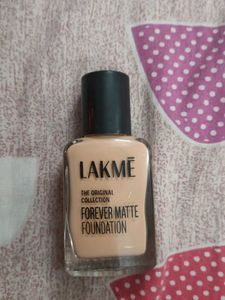 LAKMĒ
THE ORIGINAL
COLLECTION
FOREVER MATTE
FOUNDATION